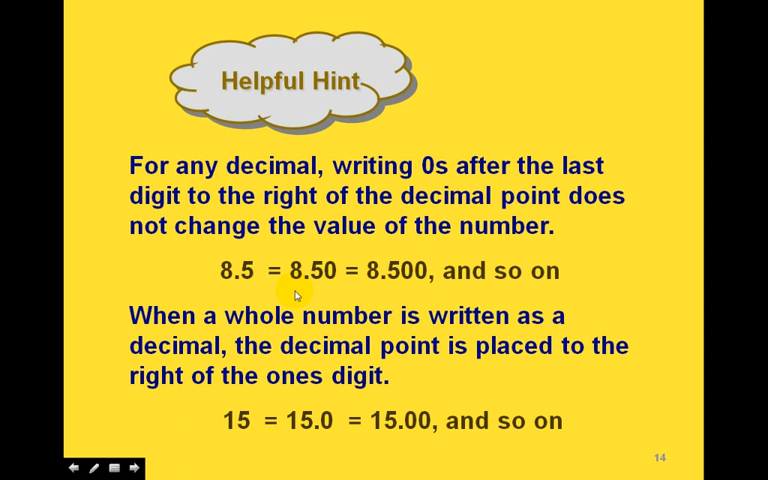 Helpful Hint
For any decimal, writing 0s after the last
digit to the right of the decimal point does
not change the value of the number.
8.5 = 8.50 = 8.500, and so on
When a whole number is written as a
decimal, the decimal point is placed to the
right of the ones digit.
15 = 15.0 = 15.00, and so on
14